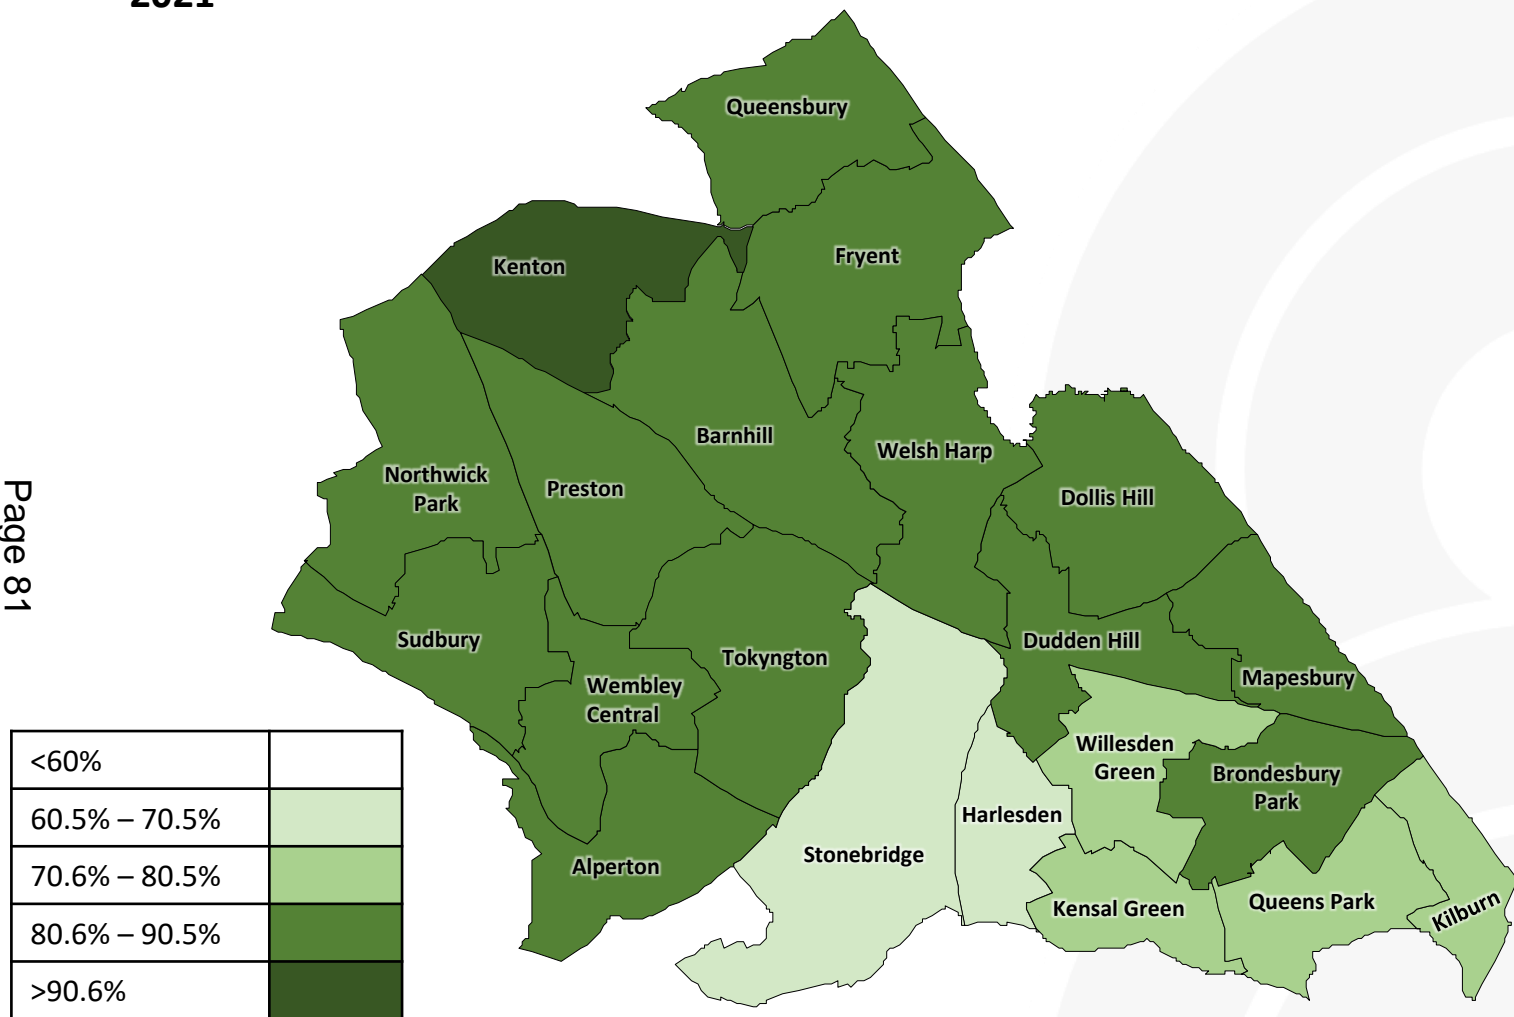 2021
Queensbury
Kenton
Fryent
Barnhill
Welsh Harp
Northwick
Park
Preston
Dollis Hill
Sudbury
Tokyngton
Dudden Hill
Wembley
Central
Mapesbury
Willesden
Green
Brondesbury
Park
Harlesden
Stonebridge
Alperton
Kensal Green
Queens Park
Kilburn
Page 81
<60%
60.5% – 70.5%
70.6% – 80.5%
80.6% – 90.5%
>90.6%